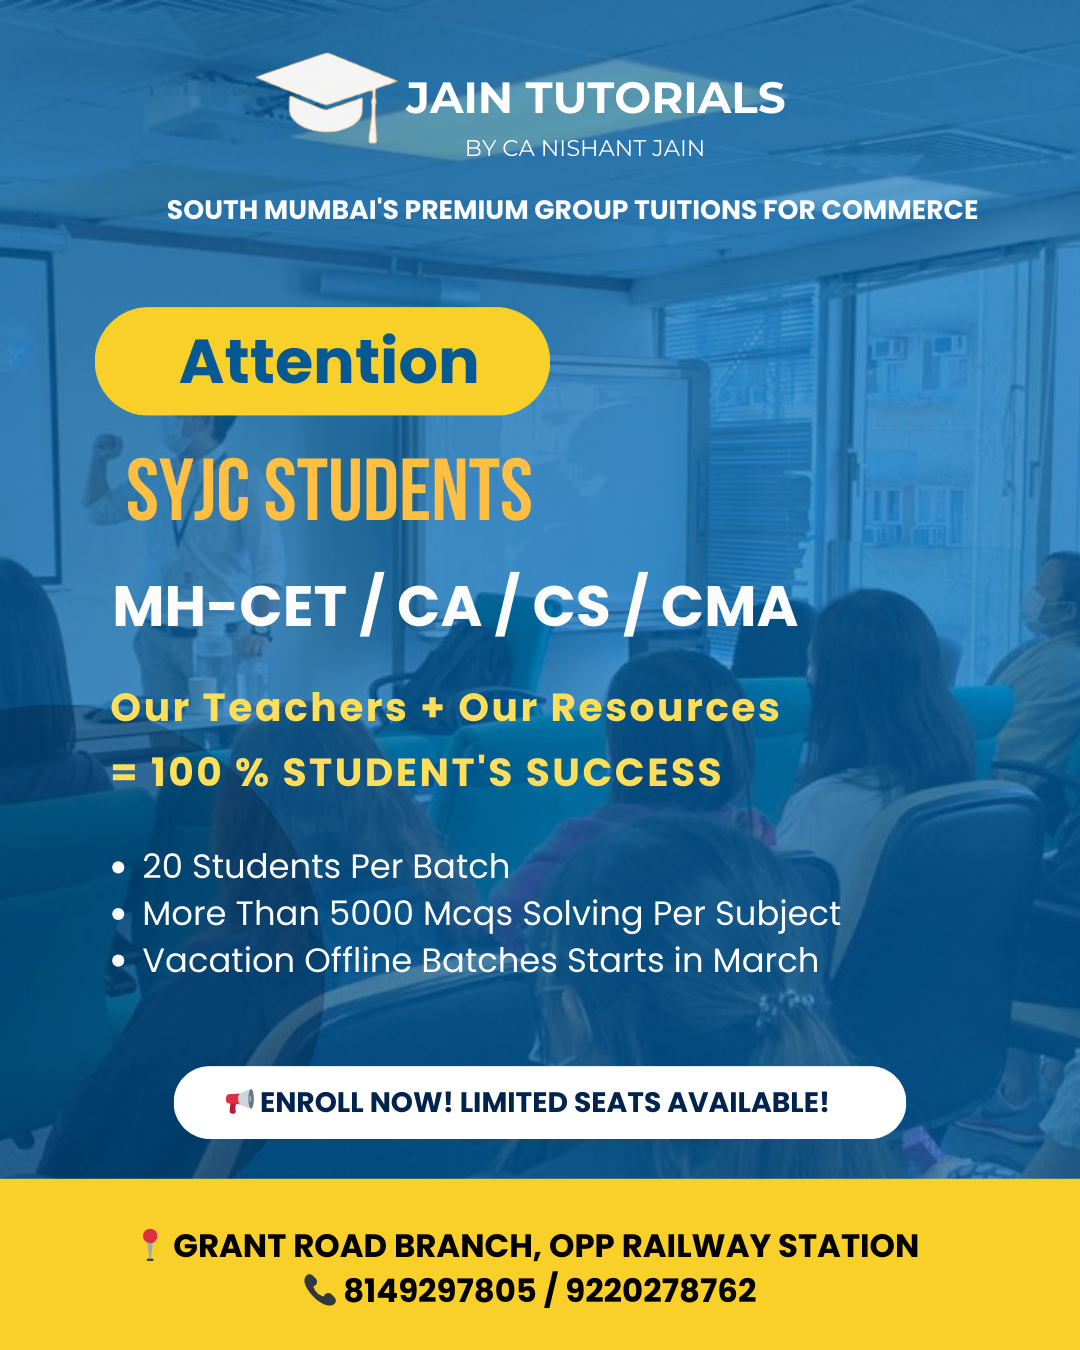 JAIN TUTORIALS
BY CA NISHANT JAIN
SOUTH MUMBAI'S PREMIUM GROUP TUITIONS FOR COMMERCE
Attention
SYJC STUDENTS
MH-CET / CA / CS / CMA
Our Teachers + Our Resources
= 100 % STUDENT'S SUCCESS
• 20 Students Per Batch
• More Than 5000 Mcqs Solving Per Subject
• Vacation Offline Batches Starts in March
📢 ENROLL NOW! LIMITED SEATS AVAILABLE!
📍 GRANT ROAD BRANCH, OPP RAILWAY STATION
📞 8149297805 / 9220278762